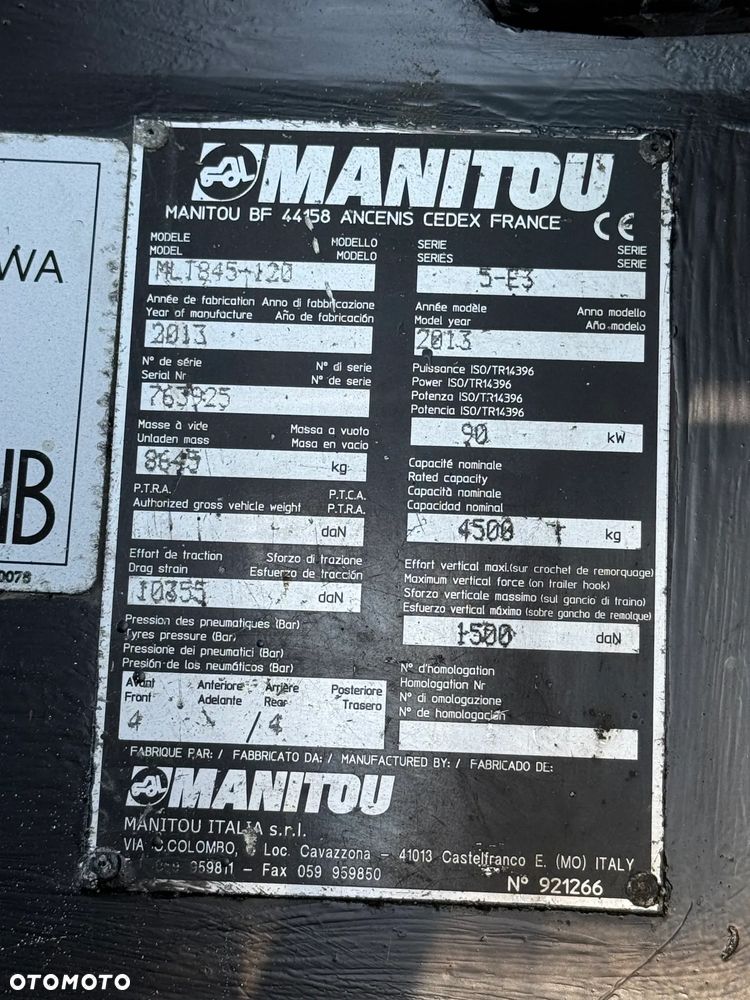 MANITOU
MANITOU BF 44158 ANCENIS CEDEX FRANCE
CE
MODELE MODELLO
MODEL MODELO
MLT845-120
SERIE SERIE
SERIES SERIE
5-E3
Année de fabrication Anno di fabbricazione
Year of manufacture Año de fabricación
2013
Année modèle Anno modello
Model year Año modelo
2013
N° de série N° di serie
Serial Nr N° de serie
763925
Puissance ISO/TR14396
Power ISO/TR14396
Potenza ISO/TR14396
Potencia ISO/TR14396
90 kW
Masse à vide Massa a vuoto
Unladen mass Masa en vacio
kg
Capacité nominale
Rated capacity
Capacità nominale
Capacidad nominal
4500 kg
P.T.R.A. P.T.C.A.
Authorized gross vehicle weight P.T.R.A.
daN
Effort de traction Sforzo di trazione
Drag strain Esfuerzo de tracción
10355 daN
Effort vertical maxi.(sur crochet de remorquage)
Maximum vertical force (on trailer hook)
Sforzo verticale massimo (sul gancio di traino)
Esfuerzo vertical máximo (sobre gancho de remolque)
1500 daN
Pression des pneumatiques (Bar)
Tyres pressure (Bar)
Pressione dei pneumatici (Bar)
Presión de los neumáticos (Bar)
Avant Anteriore Arrière Posteriore
Front Adelante Rear Trasero
4 / 4
N° d'homologation
Homologation Nr
N° di omologazione
N° de homologación
FABRIQUE PAR: / FABBRICATO DA: / MANUFACTURED BY: / FABRICADO DE:
MANITOU
MANITOU ITALIA s.r.l.
VIA C.COLOMBO, Loc. Cavazzona - 41013 Castelfranco E. (MO) ITALY
959811 - Fax 059 959850
N° 921266
WA
IB
0076
OTOMOTO